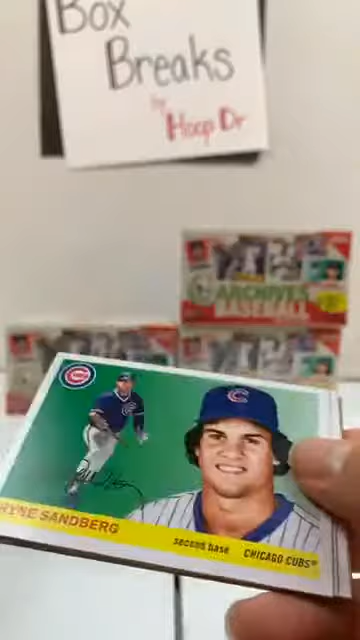 Box
Breaks
by
Hoop Dr
ARCHIVES
BASEBALL
C
C
RYNE SANDBERG
second base
CHICAGO CUBS